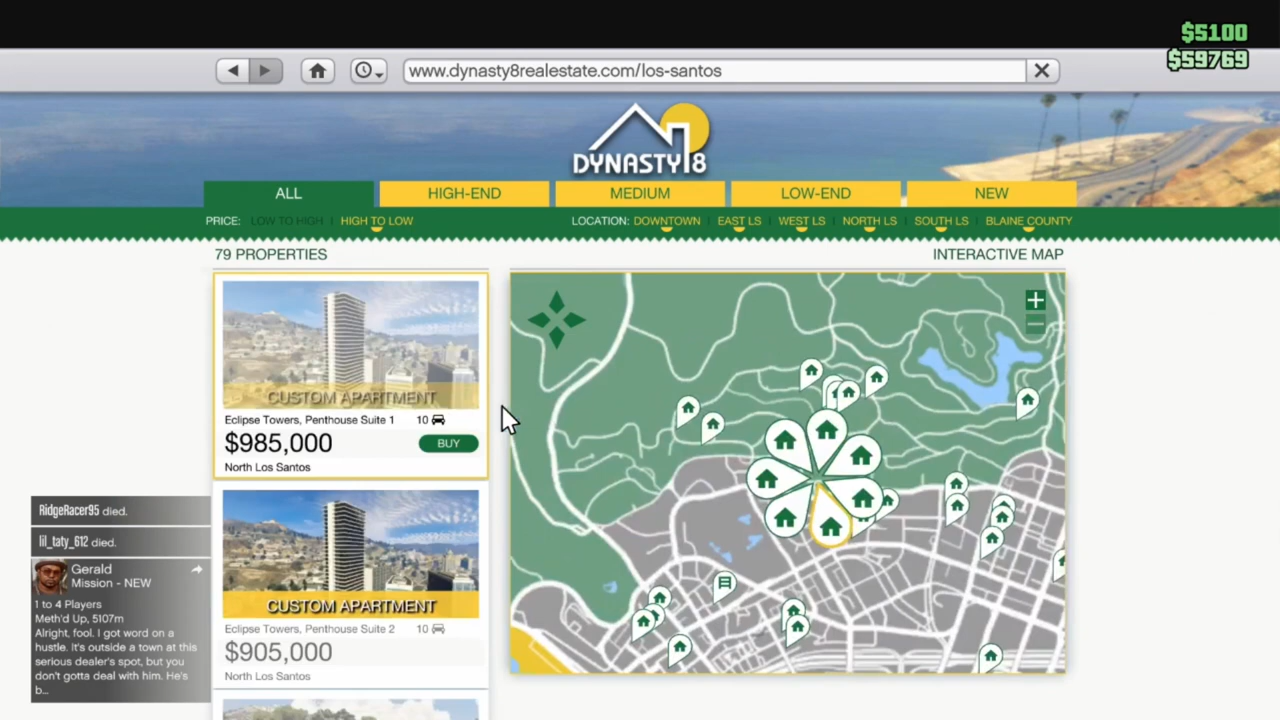 $5100
$59769
www.dynasty8realestate.com/los-santos
DYNASTY 8
ALL
HIGH-END
MEDIUM
LOW-END
NEW
PRICE: LOW TO HIGH | HIGH TO LOW
LOCATION: DOWNTOWN | EAST LS | WEST LS | NORTH LS | SOUTH LS | BLAINE COUNTY
79 PROPERTIES
INTERACTIVE MAP
CUSTOM APARTMENT
Eclipse Towers, Penthouse Suite 1 10
$985,000
BUY
North Los Santos
CUSTOM APARTMENT
Eclipse Towers, Penthouse Suite 2 10
$905,000
North Los Santos
RidgeRacer95 died.
lil_taty_612 died.
Gerald
Mission - NEW
1 to 4 Players
Meth'd Up, 5107m
Alright, fool. I got word on a
hustle. It's outside a town at this
serious dealer's spot, but you
don't gotta deal with him. He's
b...